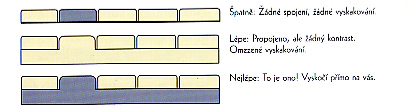 Špatně: Žádné spojení, žádné vyskakování.
Lépe: Propojeno, ale žádný kontrast.
Omezené vyskakování.
Nejlépe: To je ono! Vyskočí přímo na vás.